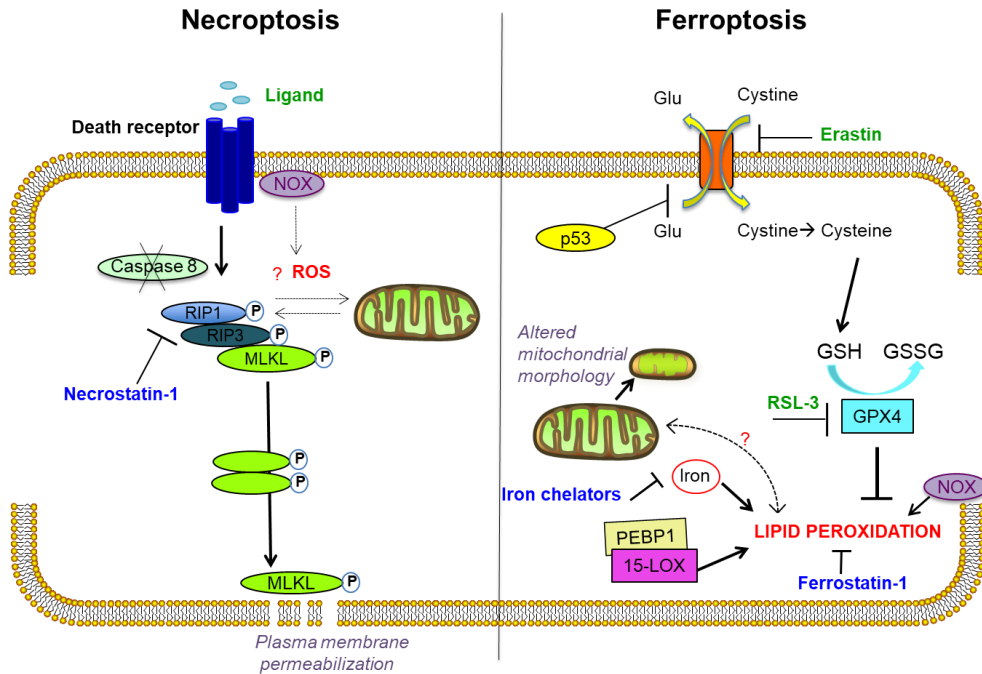 Necroptosis
Ligand
Death receptor
NOX
Caspase 8
? ROS
RIP1
P
RIP3
P
MLKL
P
Necrostatin-1
P
P
MLKL
P
Plasma membrane
permeabilization
Ferroptosis
Glu
Cystine
Erastin
p53
Glu
Cystine→ Cysteine
Altered
mitochondrial
morphology
GSH
GSSG
RSL-3
GPX4
?
Iron
Iron chelators
NOX
LIPID PEROXIDATION
PEBP1
15-LOX
Ferrostatin-1